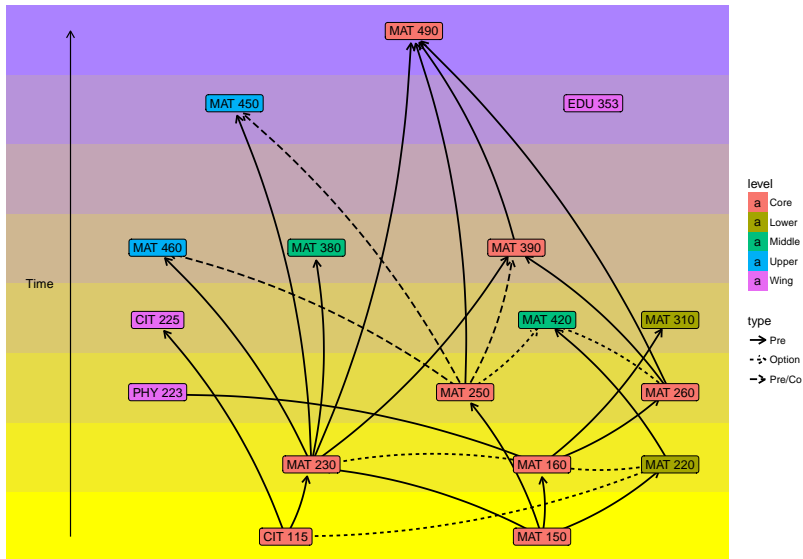 MAT 490
MAT 450
EDU 353
MAT 460
MAT 380
MAT 390
Time
CIT 225
MAT 420
MAT 310
PHY 223
MAT 250
MAT 260
MAT 230
MAT 160
MAT 220
CIT 115
MAT 150
level
a Core
a Lower
a Middle
a Upper
a Wing
type
Pre
Option
Pre/Co